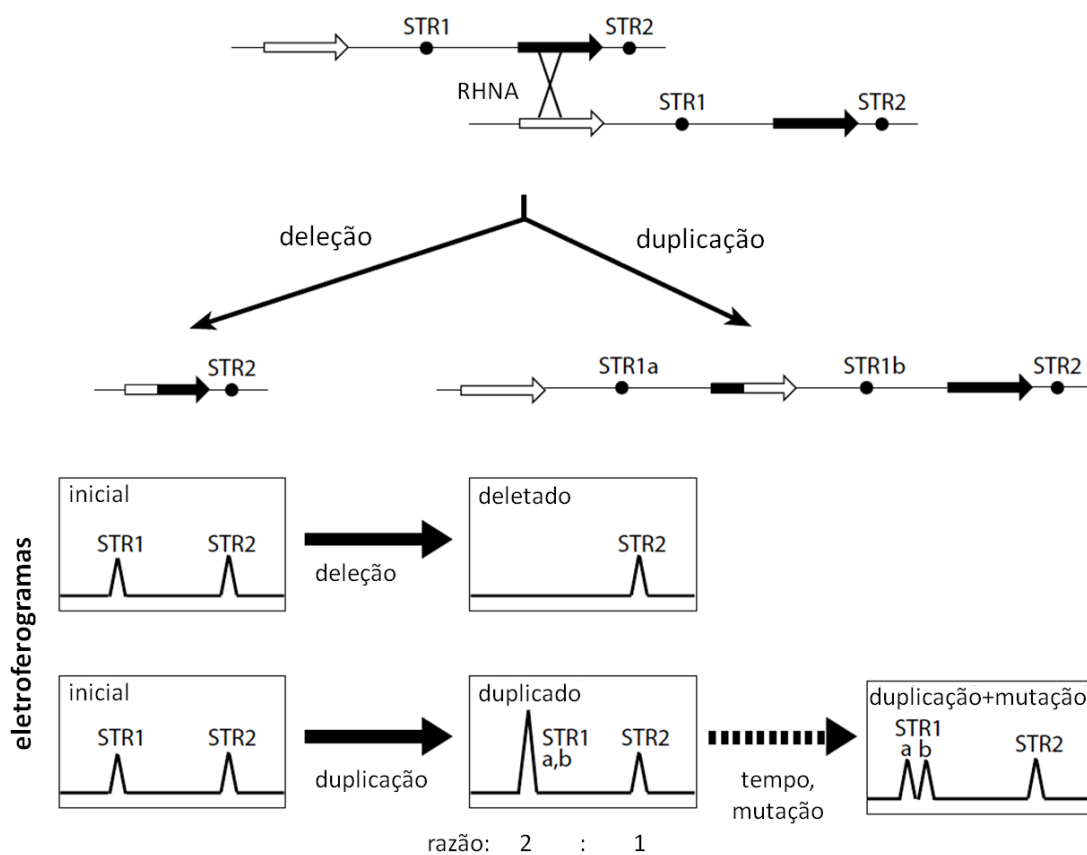 STR1 STR2
RHNA
STR1 STR2
deleção duplicação
STR2 STR1a STR1b STR2
eletroferogramas
inicial
STR1 STR2
deleção
deletado
STR2
inicial
STR1 STR2
duplicação
duplicado
STR1 STR2
a,b
tempo,
mutação
duplicação+mutação
STR1
a b STR2
razão: 2 : 1